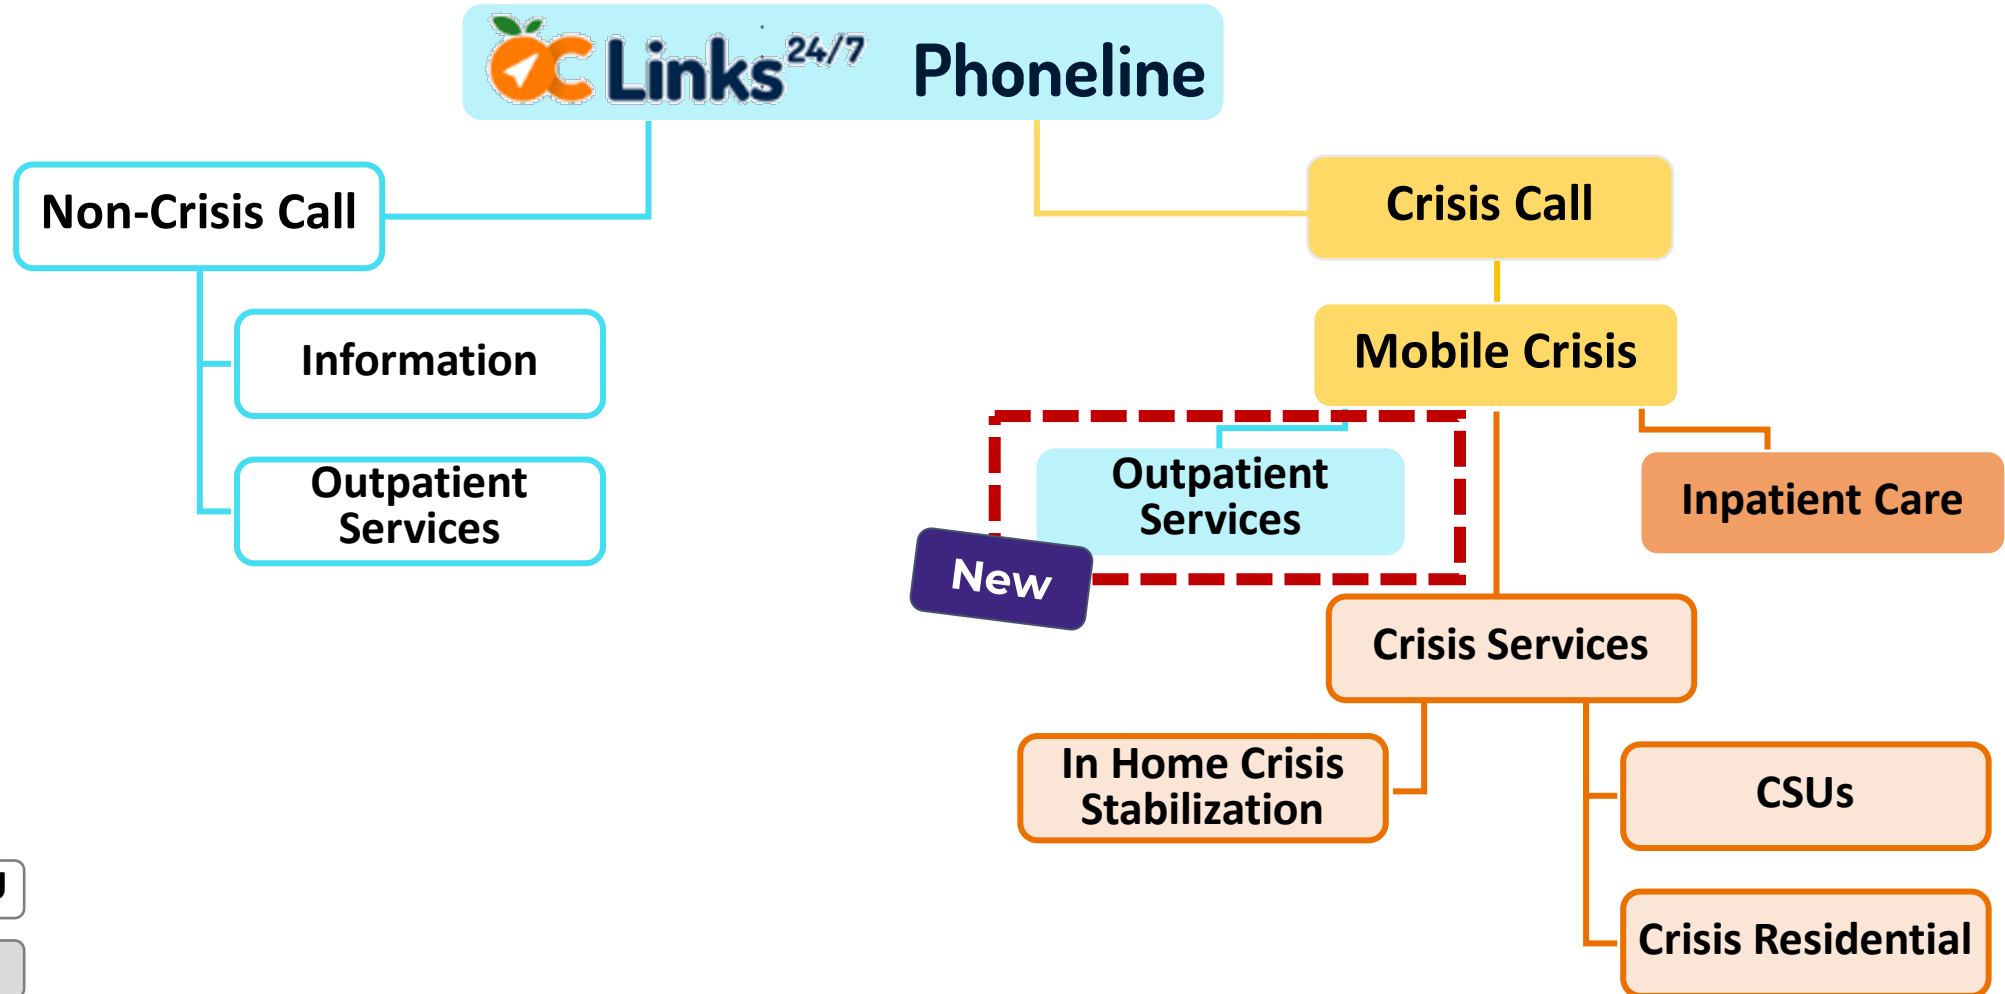 OC Links 24/7 Phoneline
Non-Crisis Call
Crisis Call
Information
Mobile Crisis
Outpatient
Services
Outpatient
Services
Inpatient Care
New
Crisis Services
In Home Crisis
Stabilization
CSUs
Crisis Residential